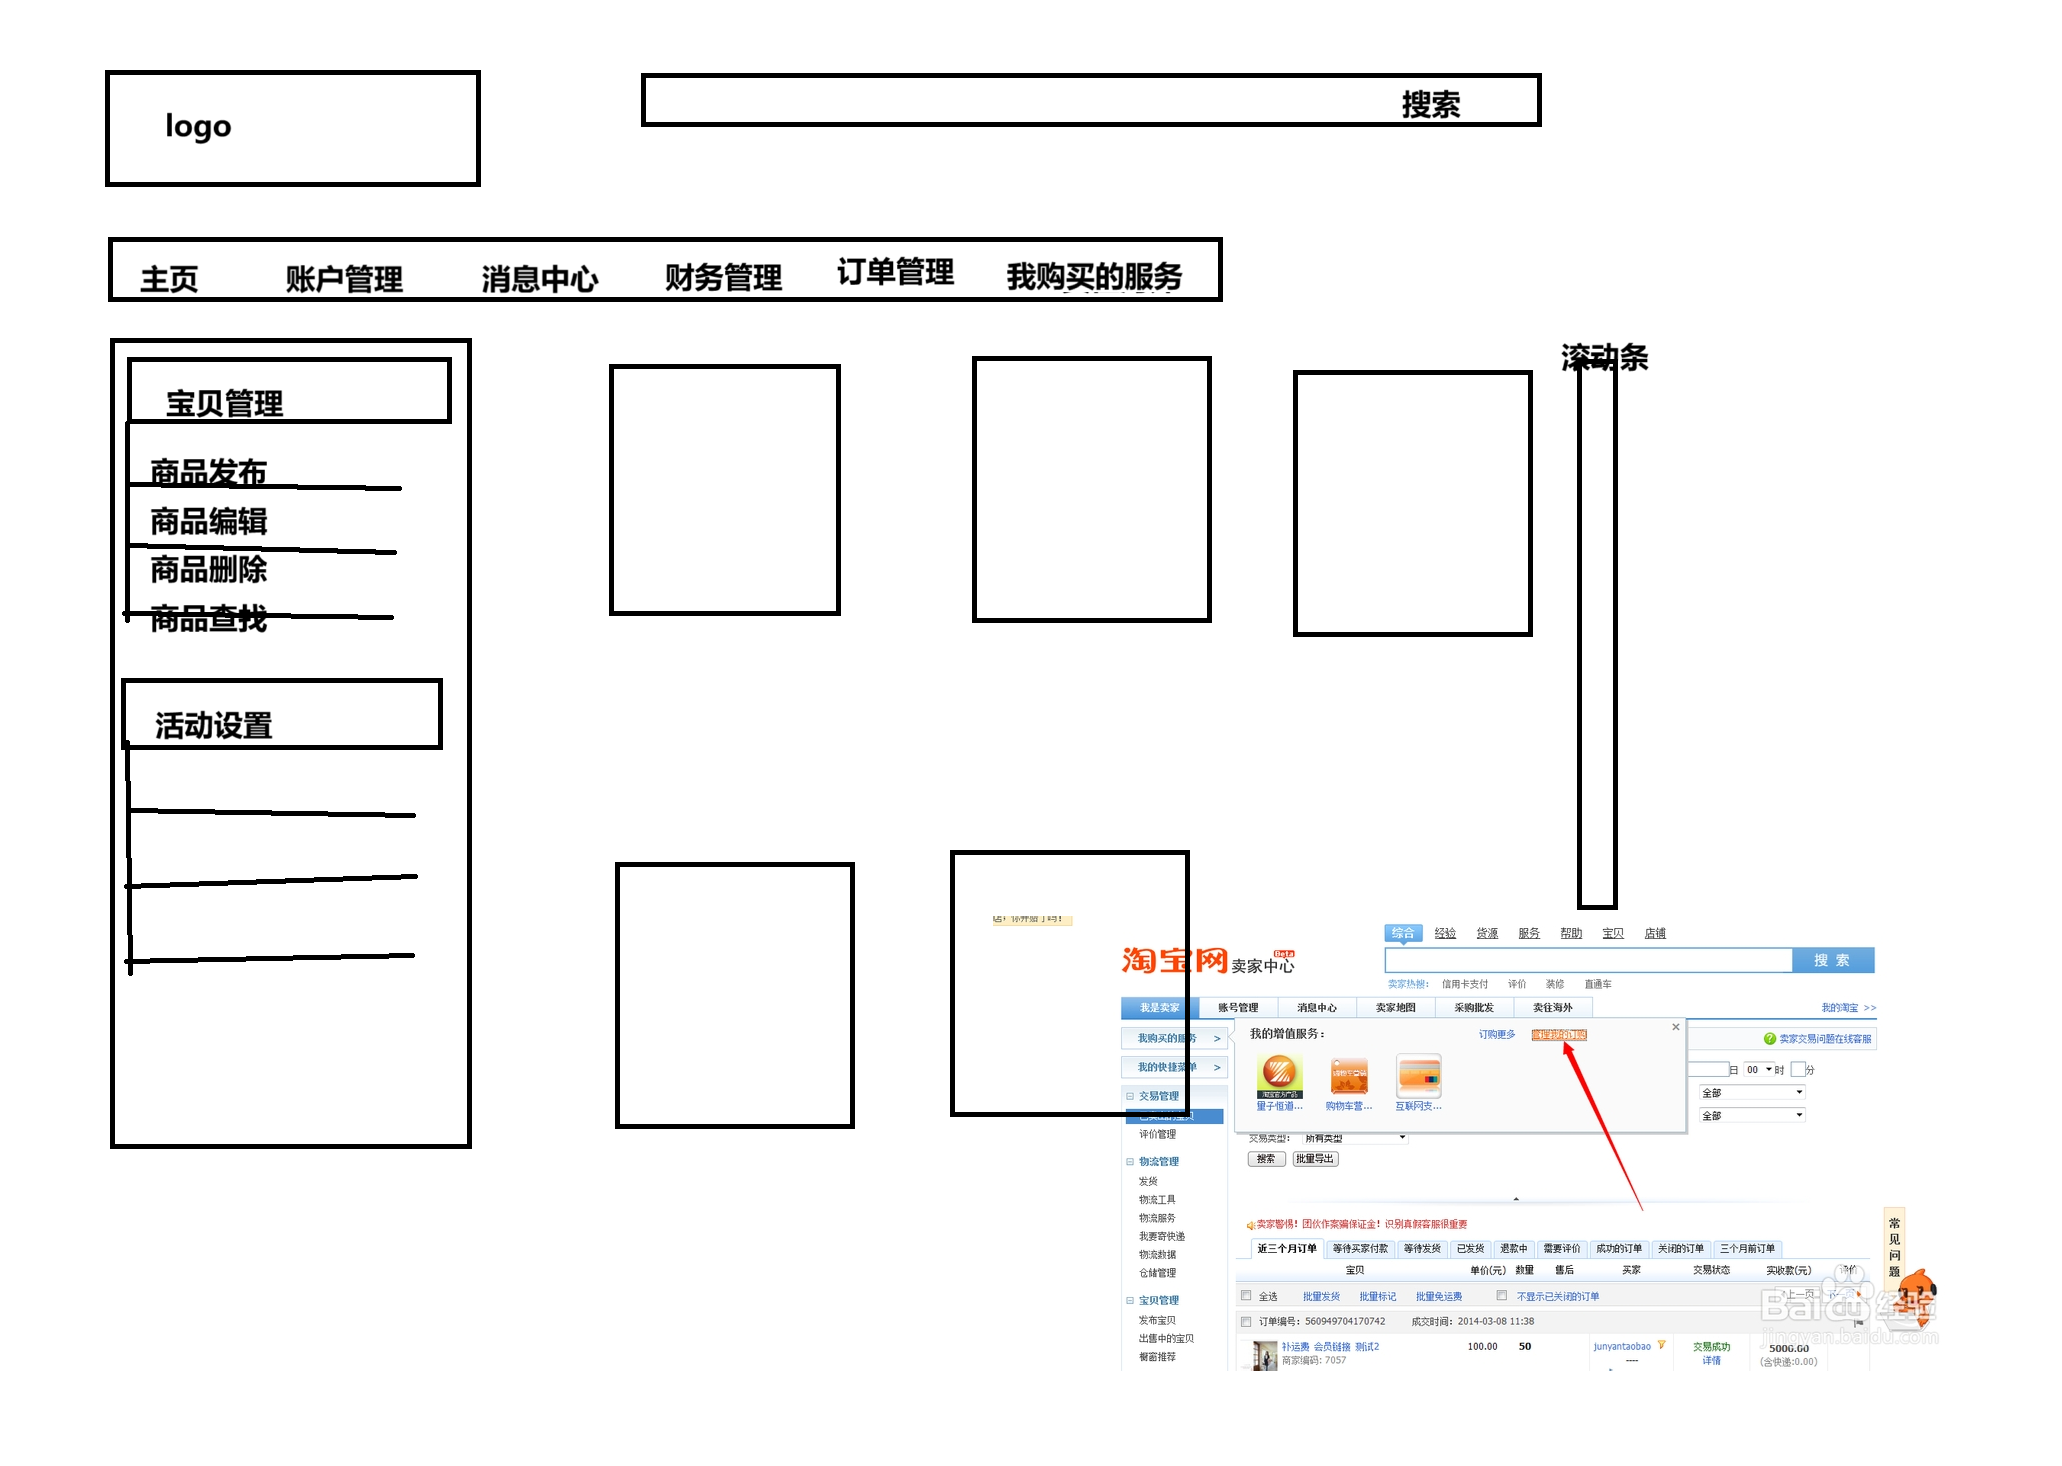 logo
搜索
主页 账户管理 消息中心 财务管理 订单管理 我购买的服务
滚动条
宝贝管理
商品发布
商品编辑
商品删除
商品查找
活动设置
综合 经验 货源 服务 帮助 宝贝 店铺
淘宝网 卖家中心 Beta
搜 索
卖家热搜： 信用卡支付 评价 装修 直通车
我是卖家 账号管理 消息中心 卖家地图 采购批发 卖往海外 我的淘宝 >>
我购买的服务 >
我的增值服务： 订购更多 管理我的订购 ×
卖家交易问题在线客服
我的快捷菜单 >
日 00 时 分
全部
全部
量子恒道... 购物车营... 互联网支...
交易管理
评价管理
交易类型： 所有类型
搜索 批量导出
物流管理
发货
物流工具
物流服务
我要寄快递
物流数据
仓储管理
宝贝管理
发布宝贝
出售中的宝贝
橱窗推荐
卖家警惕！团伙作案骗保证金！识别真假客服很重要
常见问题
近三个月订单 等待买家付款 等待发货 已发货 退款中 需要评价 成功的订单 关闭的订单 三个月前订单
宝贝 单价(元) 数量 售后 买家 交易状态 实收款(元) 评价
全选 批量发货 批量标记 批量免运费 不显示已关闭的订单 上一页
订单编号：560949704170742 成交时间：2014-03-08 11:38
补运费 会员链接 测试2 100.00 50 junyantaobao 交易成功 5000.00
商家编码：7057 ---- 详情 (含快递:0.00)
Baidu 经验
jingyan.baidu.com